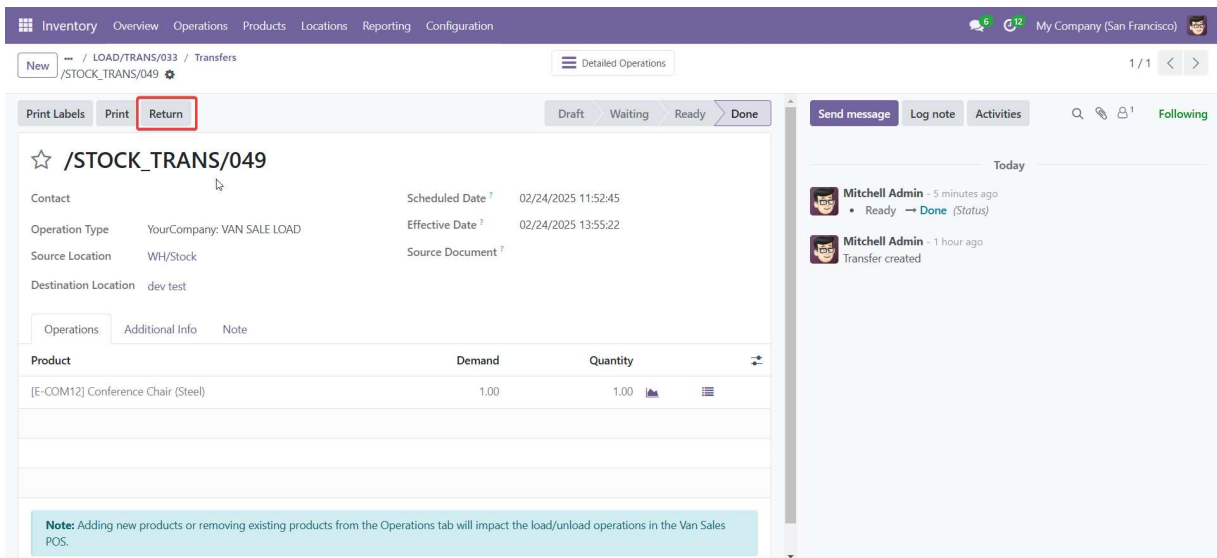 Inventory Overview Operations Products Locations Reporting Configuration 6 12 My Company (San Francisco)
New ... / LOAD/TRANS/033 / Transfers
/STOCK_TRANS/049
Detailed Operations
1 / 1
Print Labels Print Return
Draft Waiting Ready Done
Send message Log note Activities 1 Following
/STOCK_TRANS/049
Contact
Operation Type YourCompany: VAN SALE LOAD
Source Location WH/Stock
Destination Location dev test
Scheduled Date ? 02/24/2025 11:52:45
Effective Date ? 02/24/2025 13:55:22
Source Document ?
Operations Additional Info Note
Product Demand Quantity
[E-COM12] Conference Chair (Steel) 1.00 1.00
Note: Adding new products or removing existing products from the Operations tab will impact the load/unload operations in the Van Sales
POS.
Today
Mitchell Admin - 5 minutes ago
• Ready → Done (Status)
Mitchell Admin - 1 hour ago
Transfer created